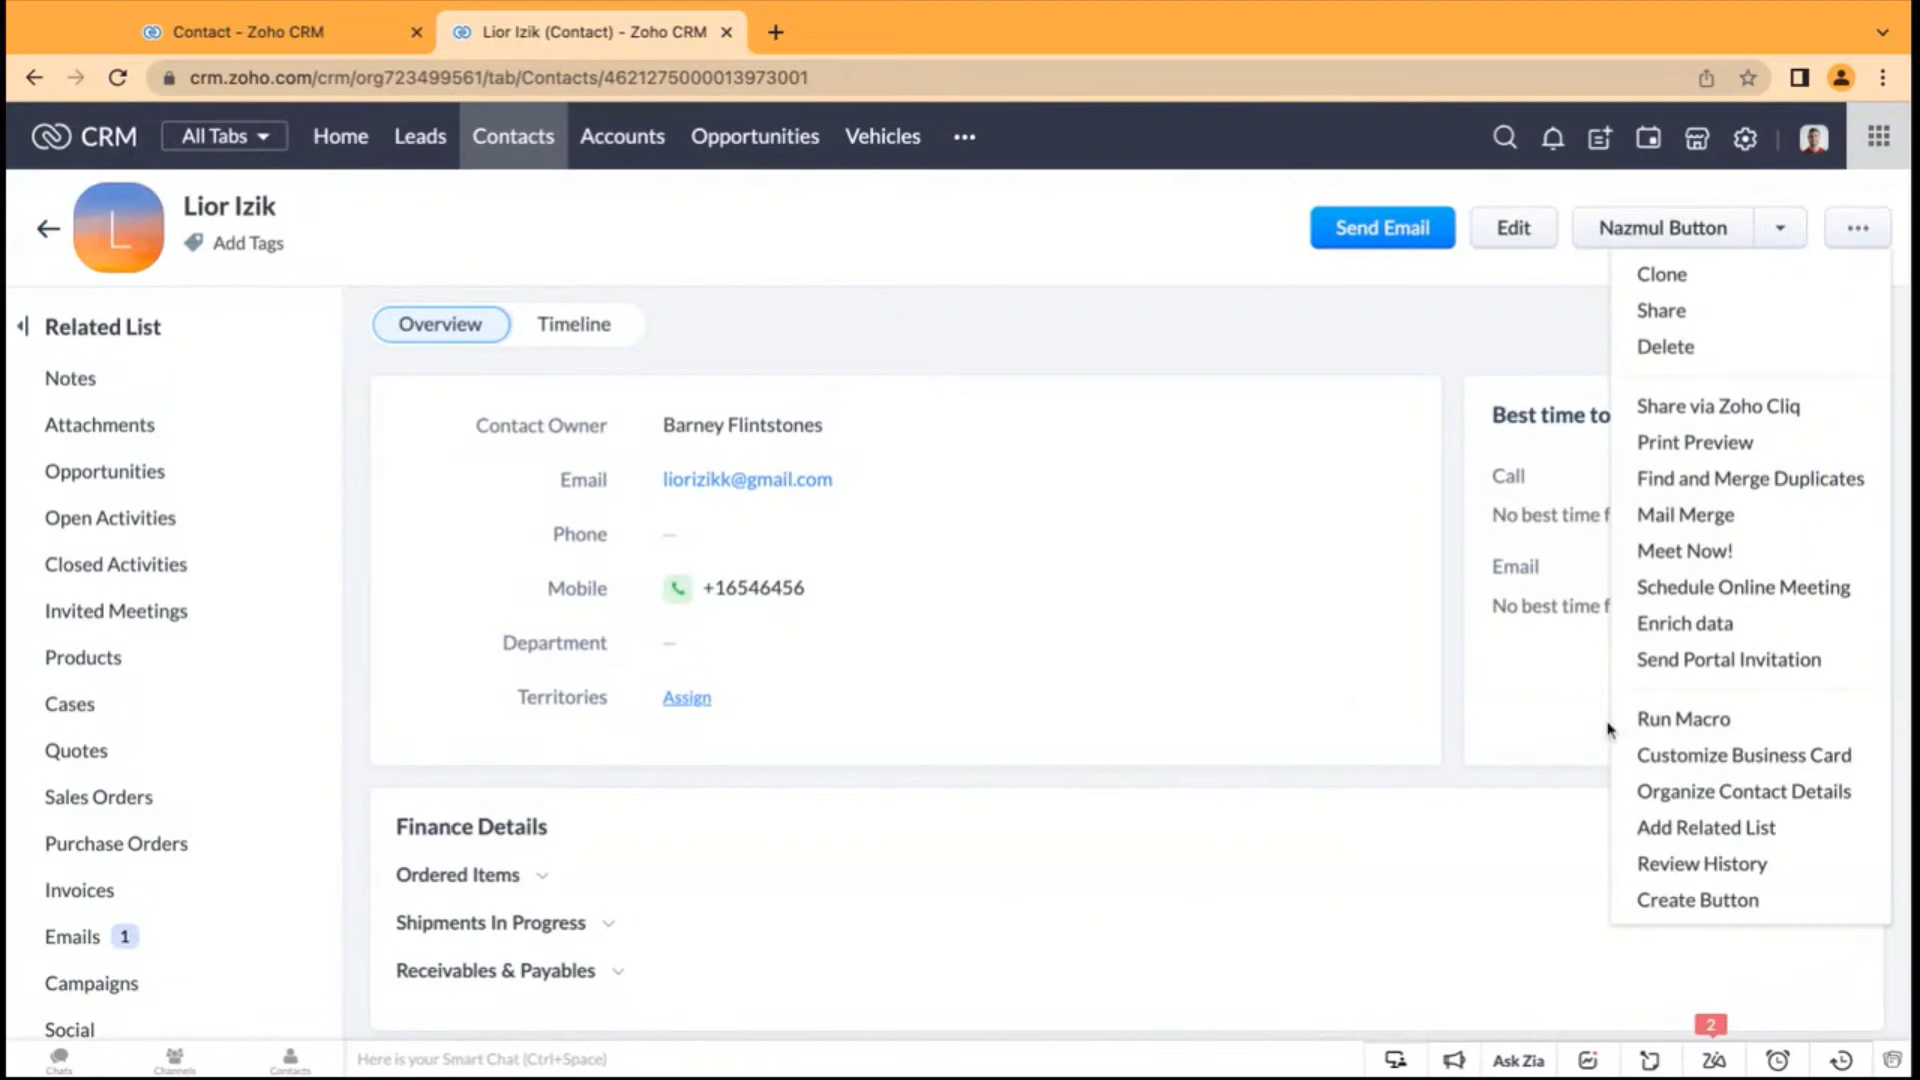 Contact - Zoho CRM
Lior Izik (Contact) - Zoho CRM
crm.zoho.com/crm/org723499561/tab/Contacts/4621275000013973001
CRM
All Tabs
Home
Leads
Contacts
Accounts
Opportunities
Vehicles
L
Lior Izik
Add Tags
Send Email
Edit
Nazmul Button
Related List
Notes
Attachments
Opportunities
Open Activities
Closed Activities
Invited Meetings
Products
Cases
Quotes
Sales Orders
Purchase Orders
Invoices
Emails 1
Campaigns
Social
Overview
Timeline
Contact Owner Barney Flintstones
Email liorizikk@gmail.com
Phone —
Mobile +16546456
Department —
Territories Assign
Finance Details
Ordered Items
Shipments In Progress
Receivables & Payables
Best time to
Call
No best time f
Email
No best time f
Clone
Share
Delete
Share via Zoho Cliq
Print Preview
Find and Merge Duplicates
Mail Merge
Meet Now!
Schedule Online Meeting
Enrich data
Send Portal Invitation
Run Macro
Customize Business Card
Organize Contact Details
Add Related List
Review History
Create Button
Chats
Channels
Contacts
Here is your Smart Chat (Ctrl+Space)
Ask Zia
2